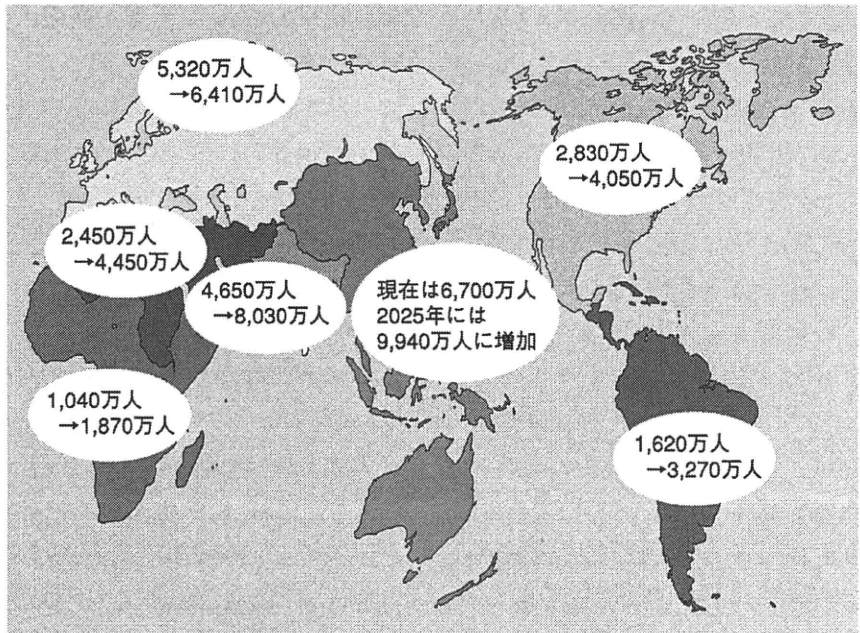 5,320万人
→6,410万人
2,830万人
→4,050万人
2,450万人
→4,450万人
4,650万人
→8,030万人
現在は6,700万人
2025年には
9,940万人に増加
1,040万人
→1,870万人
1,620万人
→3,270万人